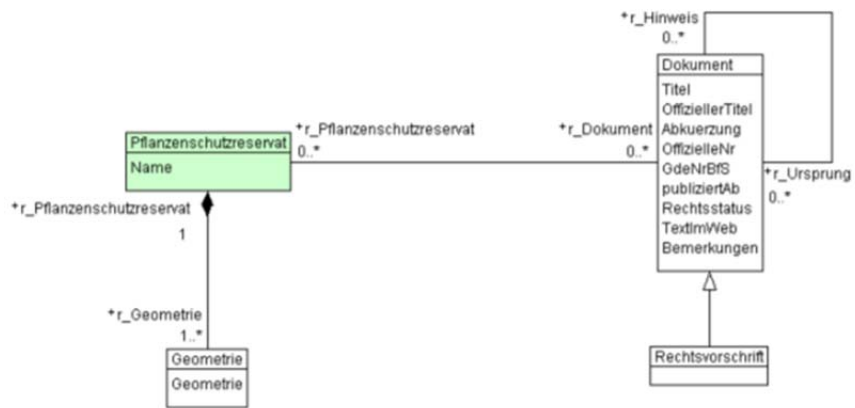 +r_Hinweis
0..*
Dokument
Titel
OffiziellerTitel
Abkuerzung
OffizielleNr
GdeNrBfS
publiziertAb
Rechtsstatus
TextImWeb
Bemerkungen
+r_Pflanzenschutzreservat
0..*
+r_Dokument
0..*
Pflanzenschutzreservat
Name
+r_Ursprung
0..*
+r_Pflanzenschutzreservat
1
+r_Geometrie
1..*
Geometrie
Geometrie
Rechtsvorschrift